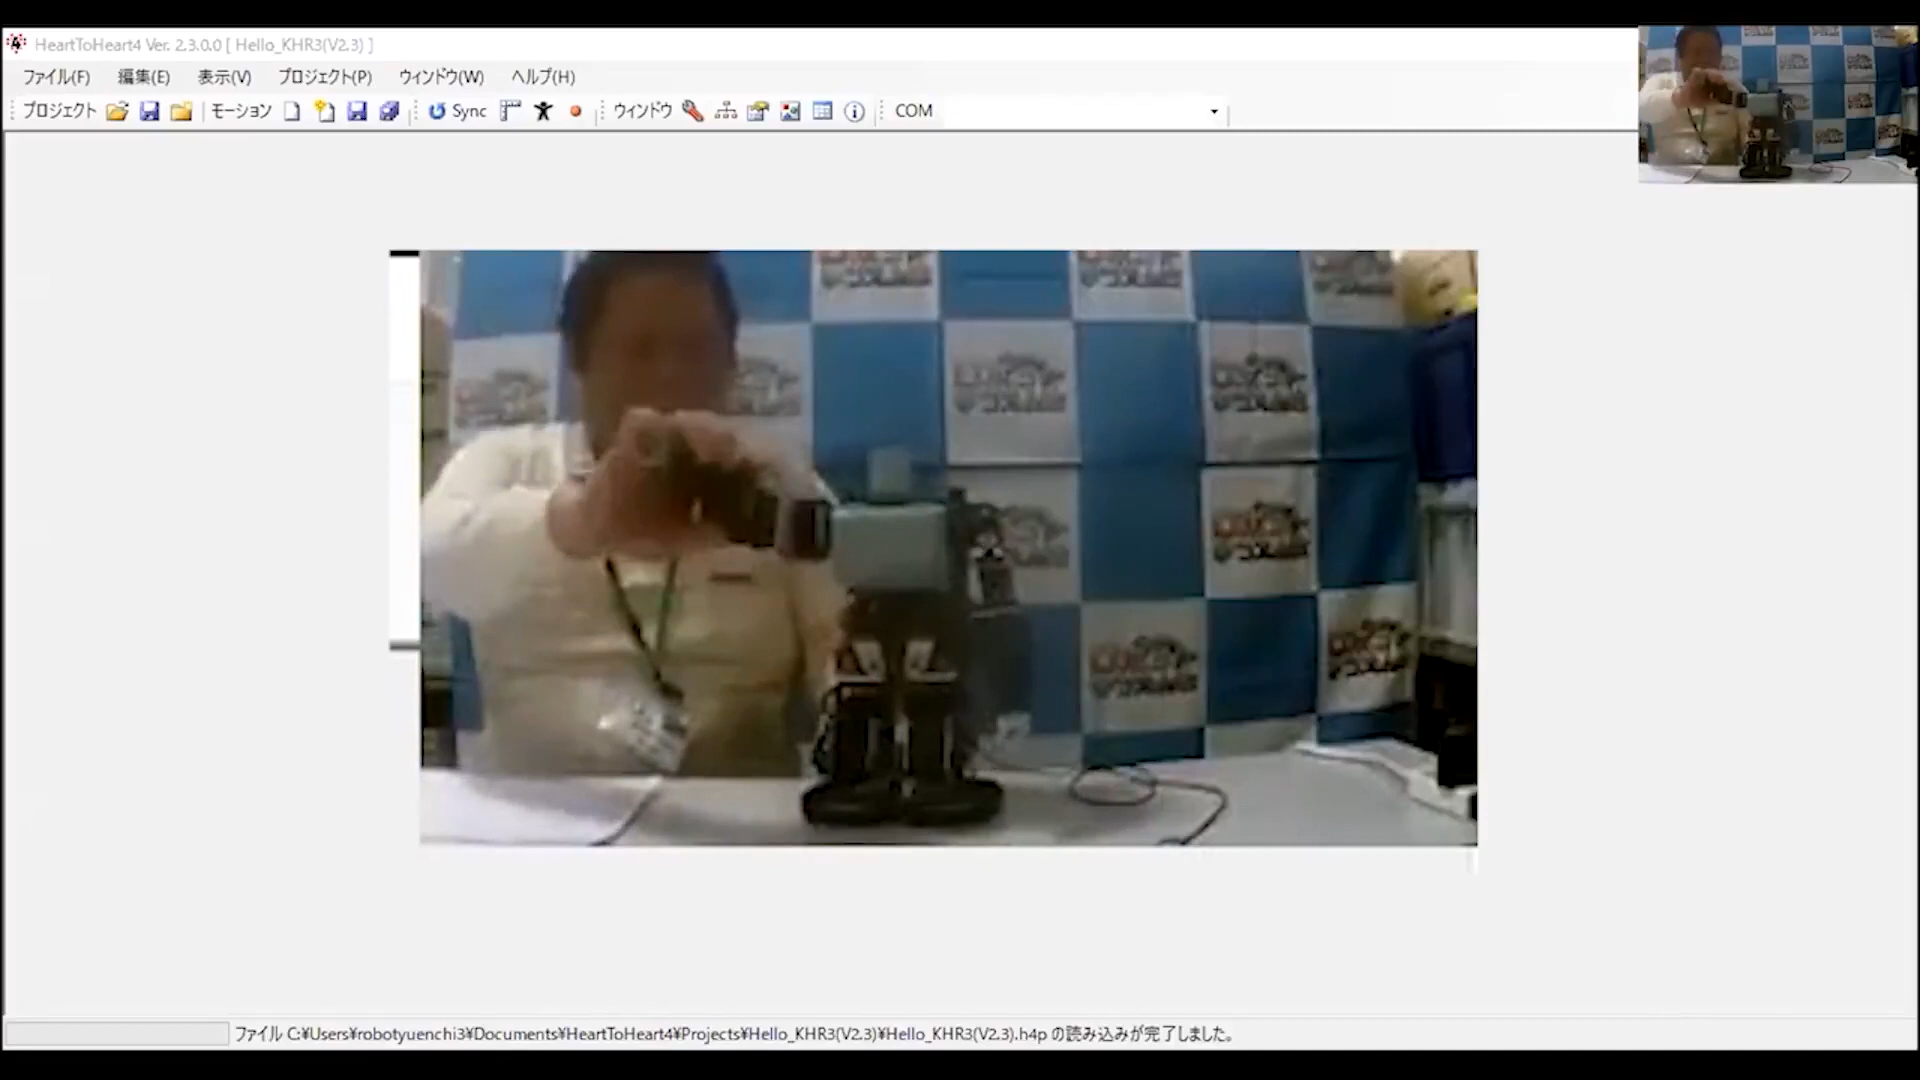 HeartToHeart4 Ver. 2.3.0.0 [ Hello_KHR3(V2.3) ]
ファイル(F) 編集(E) 表示(V) プロジェクト(P) ウィンドウ(W) ヘルプ(H)
プロジェクト モーション Sync ウィンドウ COM
ファイル C:¥Users¥robotyuenchi3¥Documents¥HeartToHeart4¥Projects¥Hello_KHR3(V2.3)¥Hello_KHR3(V2.3).h4p の読み込みが完了しました。